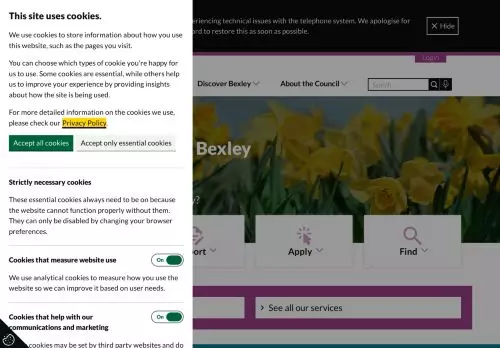 This site uses cookies.
We use cookies to store information about how you use
this website, such as the pages you visit.
You can choose which types of cookie you're happy for
us to use. Some cookies are essential, while others help
us to improve your experience by providing insights
about how the site is being used.
For more detailed information on the cookies we use,
please check our Privacy Policy.
Accept all cookies
Accept only essential cookies
Strictly necessary cookies
These essential cookies always need to be on because
the website cannot function properly without them.
They can only be disabled by changing your browser
preferences.
Cookies that measure website use
On
We use analytical cookies to measure how you use the
website so we can improve it based on user needs.
Cookies that help with our
communications and marketing
On
cookies may be set by third party websites and do
technical issues with the telephone system. We apologise for
to restore this as soon as possible.
Hide
Login
Discover Bexley
About the Council
Search
Bexley
Apply
Find
See all our services